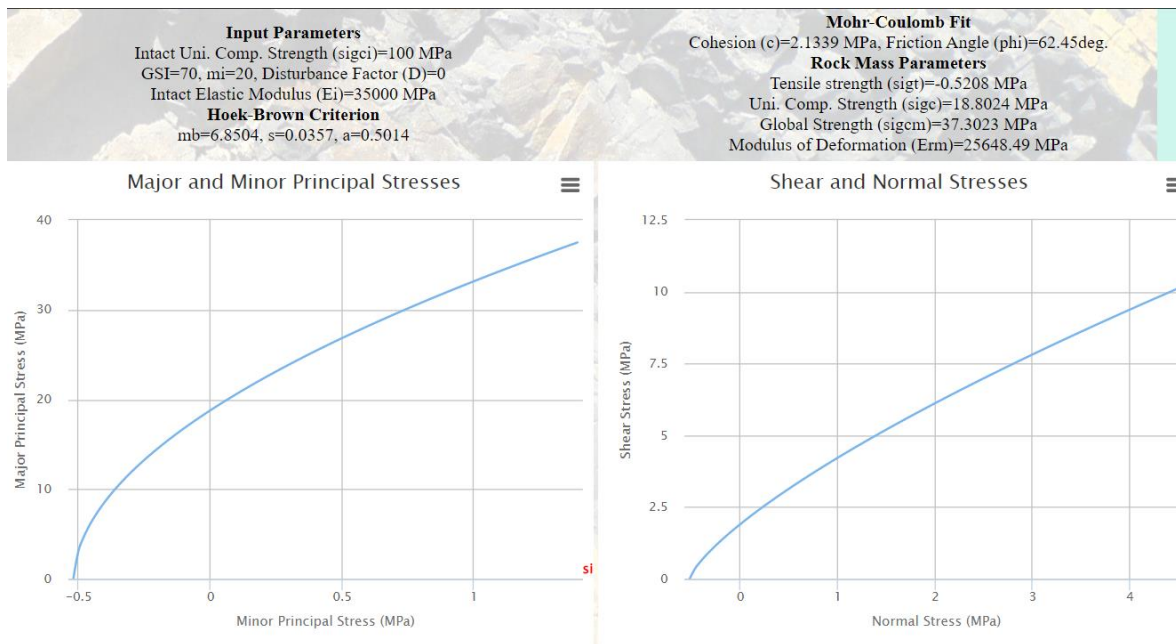 Input Parameters
Intact Uni. Comp. Strength (sigci)=100 MPa
GSI=70, mi=20, Disturbance Factor (D)=0
Intact Elastic Modulus (Ei)=35000 MPa
Hoek-Brown Criterion
mb=6.8504, s=0.0357, a=0.5014
Mohr-Coulomb Fit
Cohesion (c)=2.1339 MPa, Friction Angle (phi)=62.45deg.
Rock Mass Parameters
Tensile strength (sigt)=-0.5208 MPa
Uni. Comp. Strength (sigc)=18.8024 MPa
Global Strength (sigcm)=37.3023 MPa
Modulus of Deformation (Erm)=25648.49 MPa
Major and Minor Principal Stresses
Major Principal Stress (MPa)
40
30
20
10
0
-0.5 0 0.5 1
Minor Principal Stress (MPa)
si
Shear and Normal Stresses
Shear Stress (MPa)
12.5
10
7.5
5
2.5
0
0 1 2 3 4
Normal Stress (MPa)